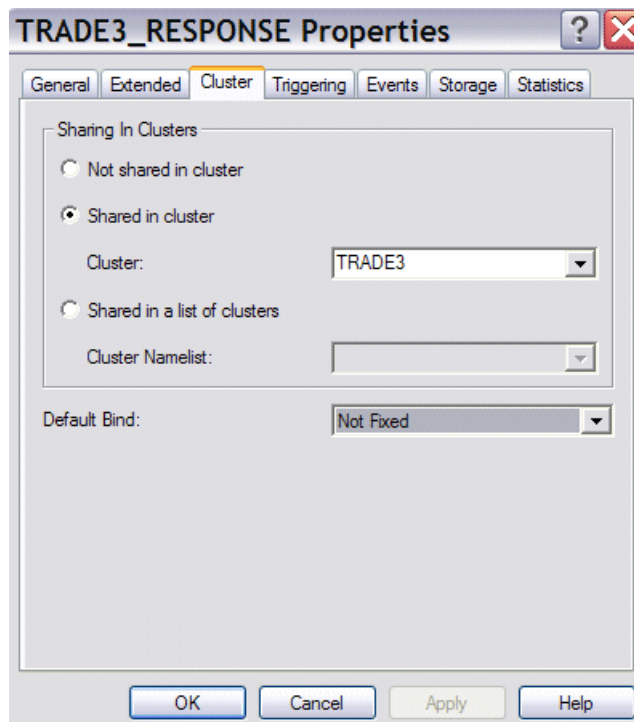 TRADE3_RESPONSE Properties ?
General Extended Cluster Triggering Events Storage Statistics
Sharing In Clusters
Not shared in cluster
Shared in cluster
Cluster: TRADE3
Shared in a list of clusters
Cluster Namelist:
Default Bind: Not Fixed
OK Cancel Apply Help